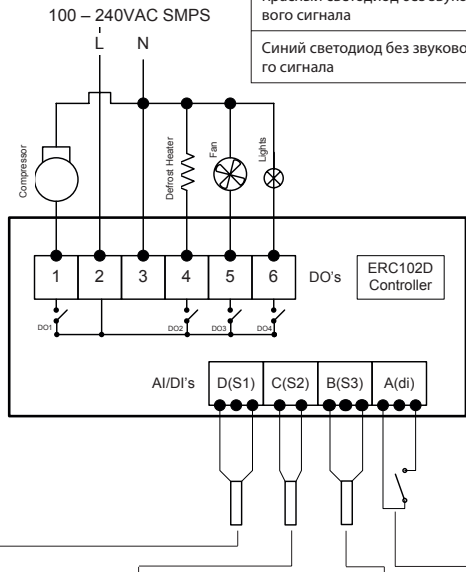 100 – 240VAC SMPS
L N
вого сигнала
Синий светодиод без звуково
го сигнала
Compressor
Defrost Heater
Fan
Lights
1 2 3 4 5 6 DO's
ERC102D
Controller
DO1 DO2 DO3 DO4
AI/DI's D(S1) C(S2) B(S3) A(di)